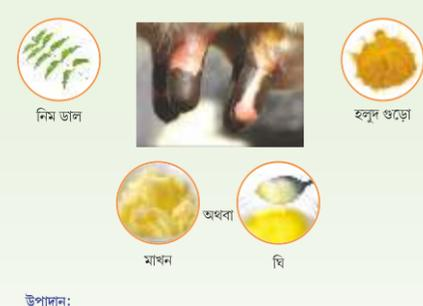 নিম ডাল
হলুদ গুড়ো
অথবা
মাখন
ঘি
উপাদান: